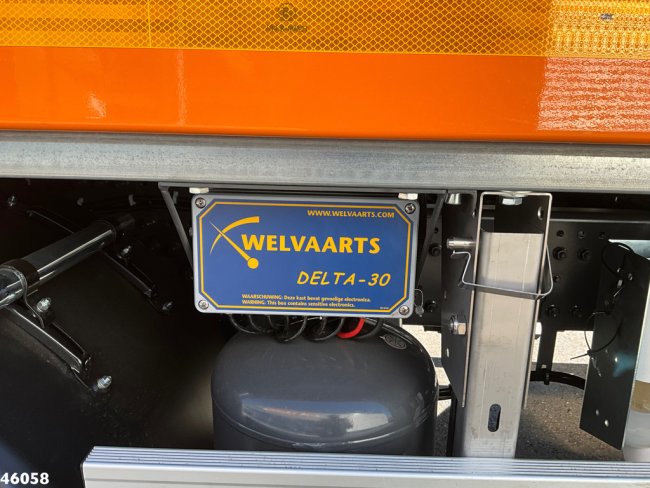 WWW.WELVAARTS.COM
WELVAARTS
DELTA-30
WAARSCHUWING: Deze kast bevat gevoelige electronica.
WARNING: This box contains sensitive electronics.
46058